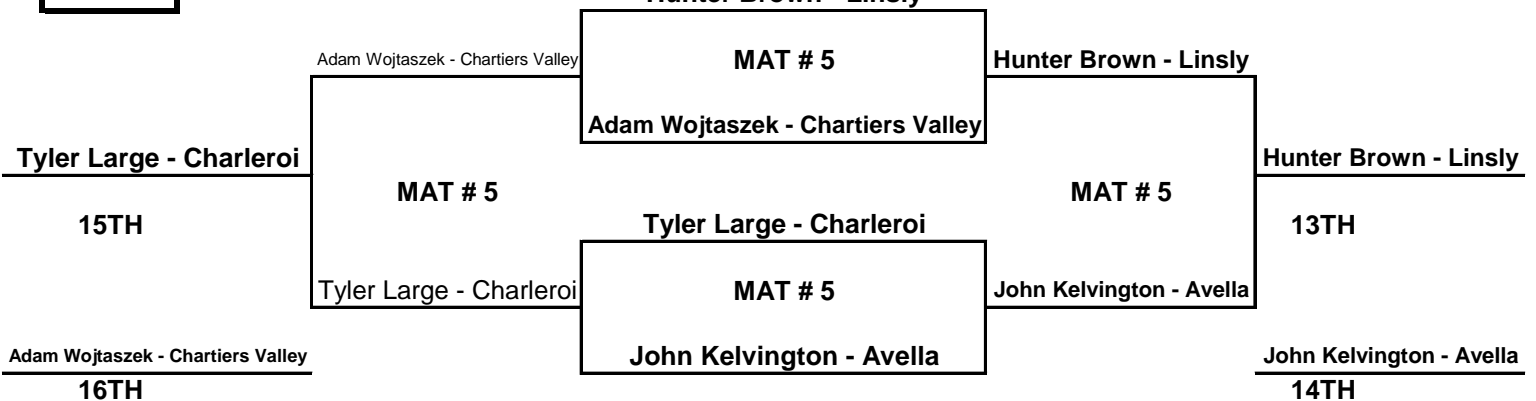 Hunter Brown - Linsly
Adam Wojtaszek - Chartiers Valley
MAT # 5
Hunter Brown - Linsly
Adam Wojtaszek - Chartiers Valley
Tyler Large - Charleroi
Hunter Brown - Linsly
MAT # 5
MAT # 5
15TH
Tyler Large - Charleroi
13TH
Tyler Large - Charleroi
MAT # 5
John Kelvington - Avella
Adam Wojtaszek - Chartiers Valley
John Kelvington - Avella
John Kelvington - Avella
16TH
14TH